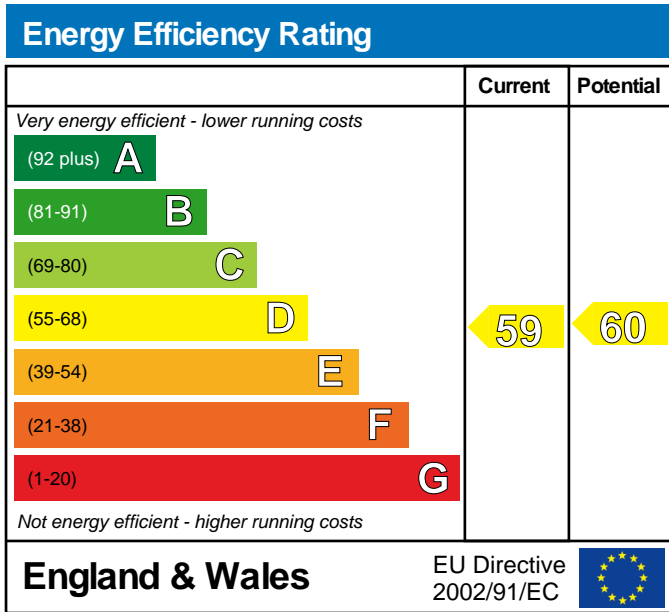 Energy Efficiency Rating
Current Potential
Very energy efficient - lower running costs
(92 plus) A
(81-91) B
(69-80) C
(55-68) D 59 60
(39-54) E
(21-38) F
(1-20) G
Not energy efficient - higher running costs
England & Wales
EU Directive
2002/91/EC